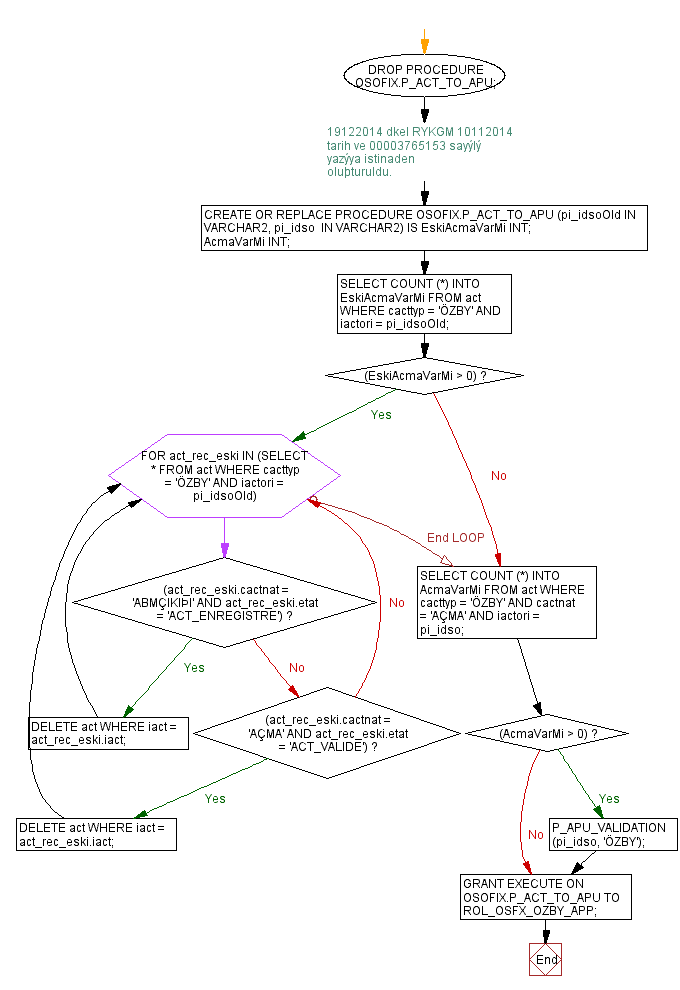 DROP PROCEDURE
OSOFIX.P_ACT_TO_APU;
19122014 dkel RYKGM 10112014
tarih ve 00003765153 sayýlý
yazýya istinaden
oluþturuldu.
CREATE OR REPLACE PROCEDURE OSOFIX.P_ACT_TO_APU (pi_idsoOld IN
VARCHAR2, pi_idso  IN VARCHAR2) IS EskiAcmaVarMi INT;
AcmaVarMi INT;
SELECT COUNT (*) INTO
EskiAcmaVarMi FROM act
WHERE cacttyp = 'ÖZBY' AND
iactori = pi_idsoOld;
(EskiAcmaVarMi > 0) ?
Yes
No
FOR act_rec_eski IN (SELECT
* FROM act WHERE cacttyp
= 'ÖZBY' AND iactori =
pi_idsoOld)
End LOOP
SELECT COUNT (*) INTO
AcmaVarMi FROM act WHERE
cacttyp = 'ÖZBY' AND cactnat
= 'AÇMA' AND iactori =
pi_idso;
(act_rec_eski.cactnat =
'ABMÇIKIÞI' AND act_rec_eski.etat
= 'ACT_ENREGISTRE') ?
No
Yes
No
DELETE act WHERE iact =
act_rec_eski.iact;
(act_rec_eski.cactnat =
'AÇMA' AND act_rec_eski.etat
= 'ACT_VALIDE') ?
(AcmaVarMi > 0) ?
Yes
Yes
DELETE act WHERE iact =
act_rec_eski.iact;
No
P_APU_VALIDATION
(pi_idso, 'ÖZBY');
GRANT EXECUTE ON
OSOFIX.P_ACT_TO_APU TO
ROL_OSFX_OZBY_APP;
End